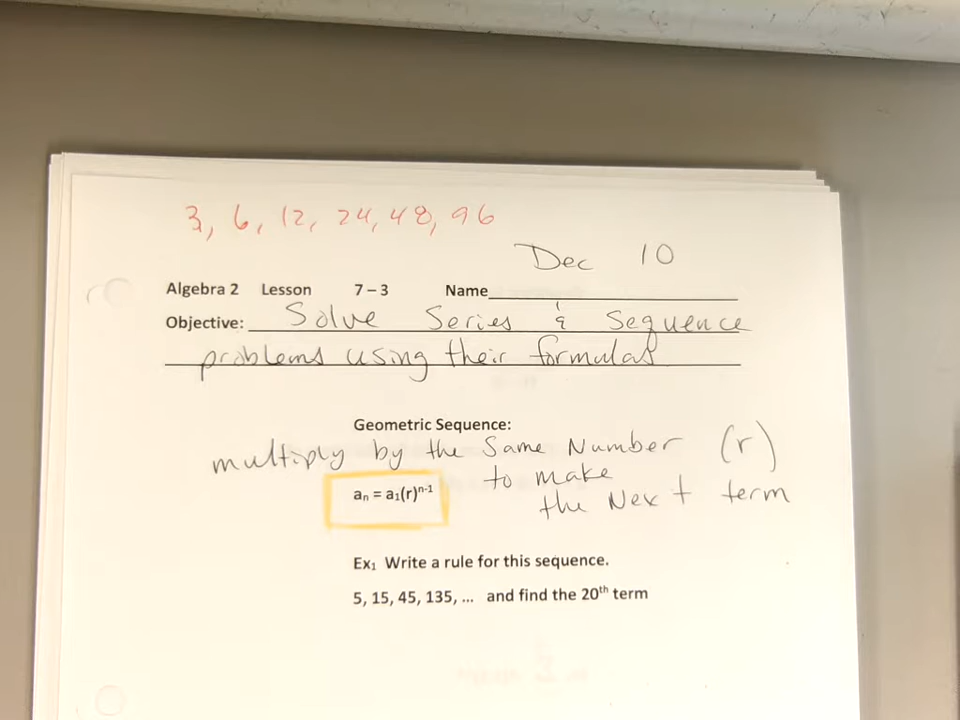 3, 6, 12, 24, 48, 96
Dec 10
Algebra 2 Lesson 7 – 3 Name
Objective: Solve Series & Sequence
problems using their formulas
Geometric Sequence:
multiply by the Same Number (r)
to make
the Next term
aₙ = a₁(r)ⁿ⁻¹
Ex₁ Write a rule for this sequence.
5, 15, 45, 135, ... and find the 20ᵗʰ term